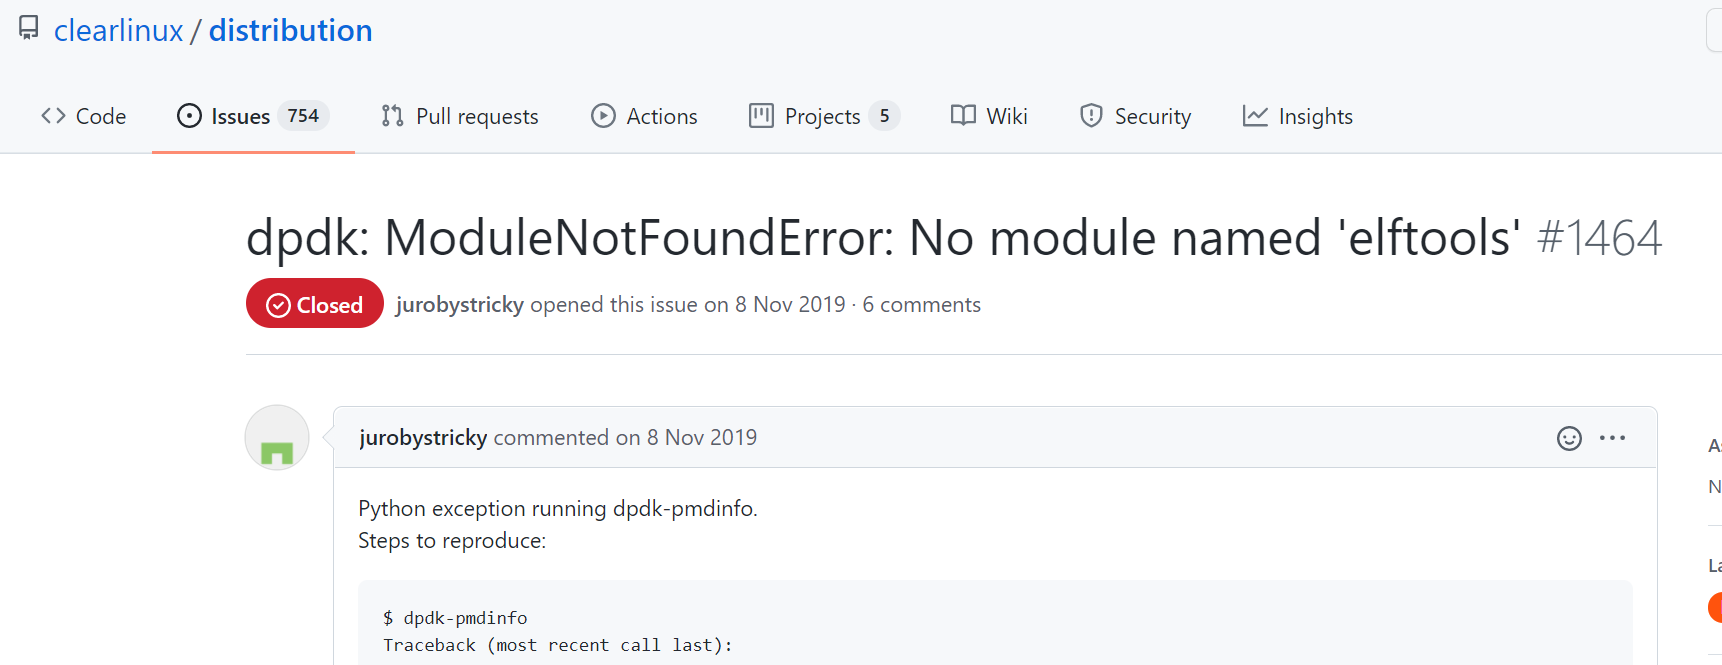 clearlinux / distribution
Code Issues 754 Pull requests Actions Projects 5 Wiki Security Insights
dpdk: ModuleNotFoundError: No module named 'elftools' #1464
Closed jurobystricky opened this issue on 8 Nov 2019 · 6 comments
jurobystricky commented on 8 Nov 2019
Python exception running dpdk-pmdinfo.
Steps to reproduce:
$ dpdk-pmdinfo
Traceback (most recent call last):